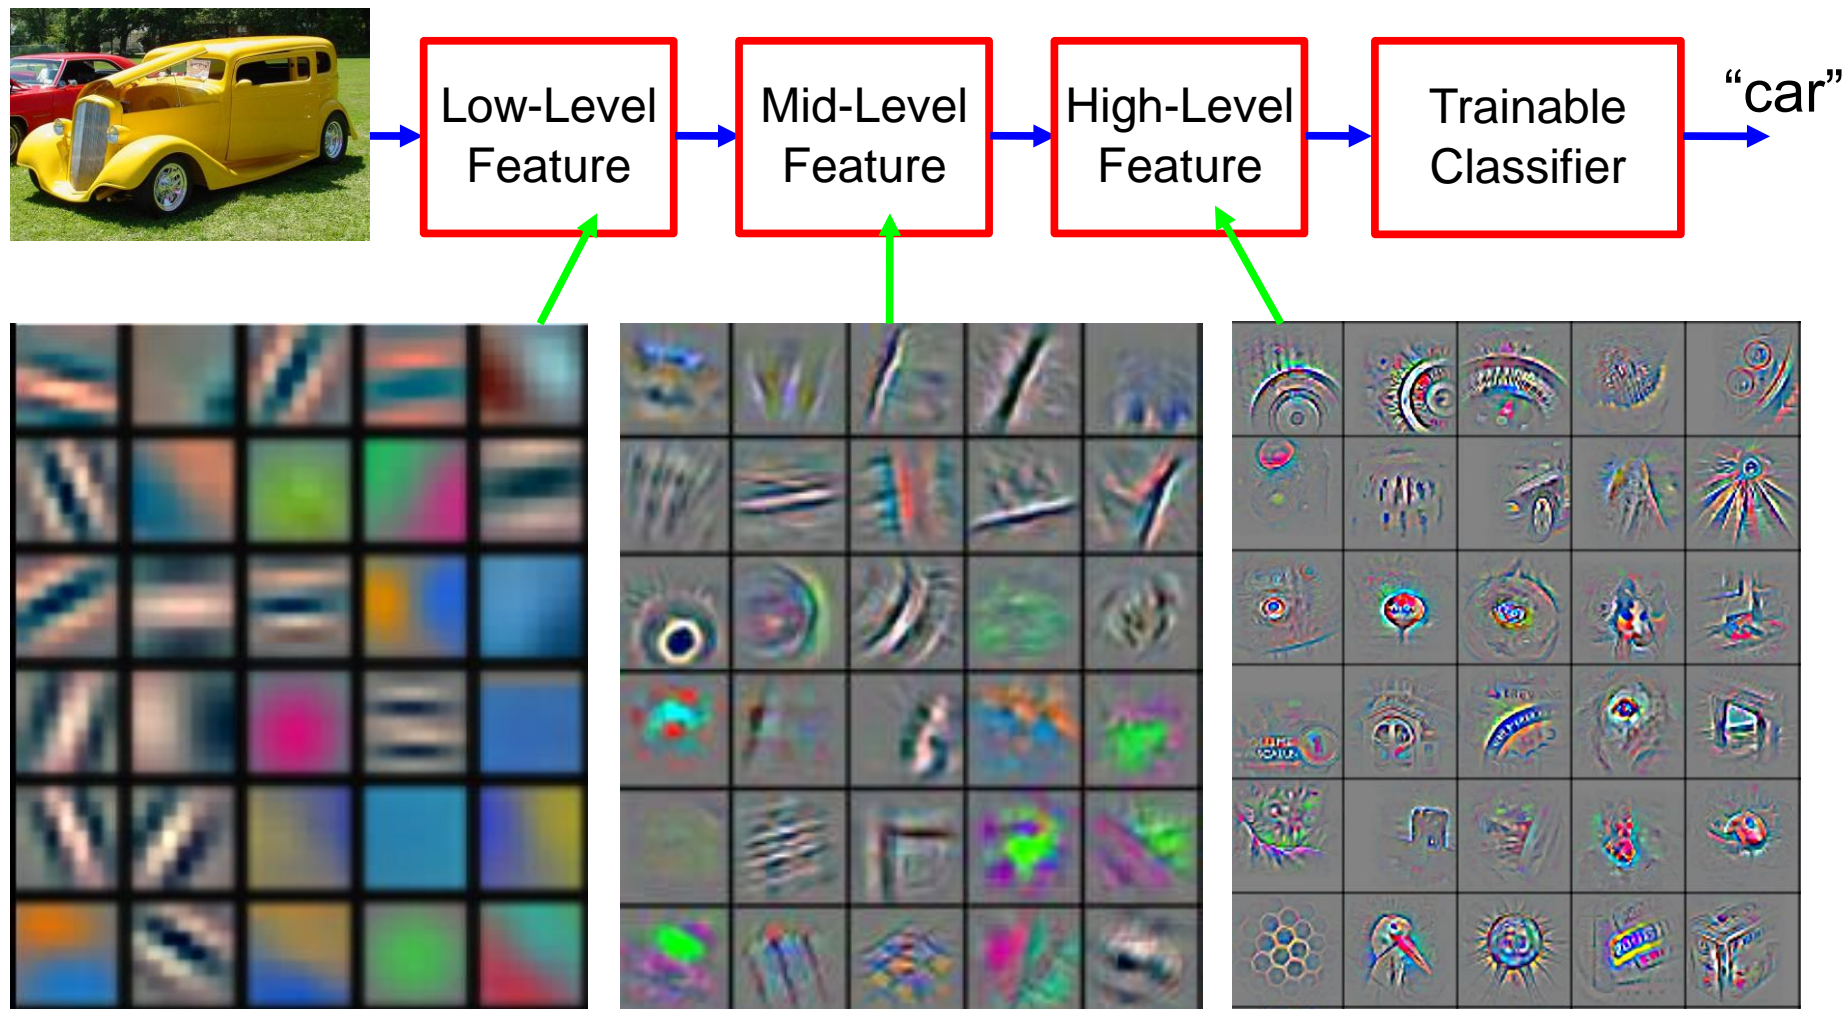 Low-Level
Feature
Mid-Level
Feature
High-Level
Feature
Trainable
Classifier
“car”